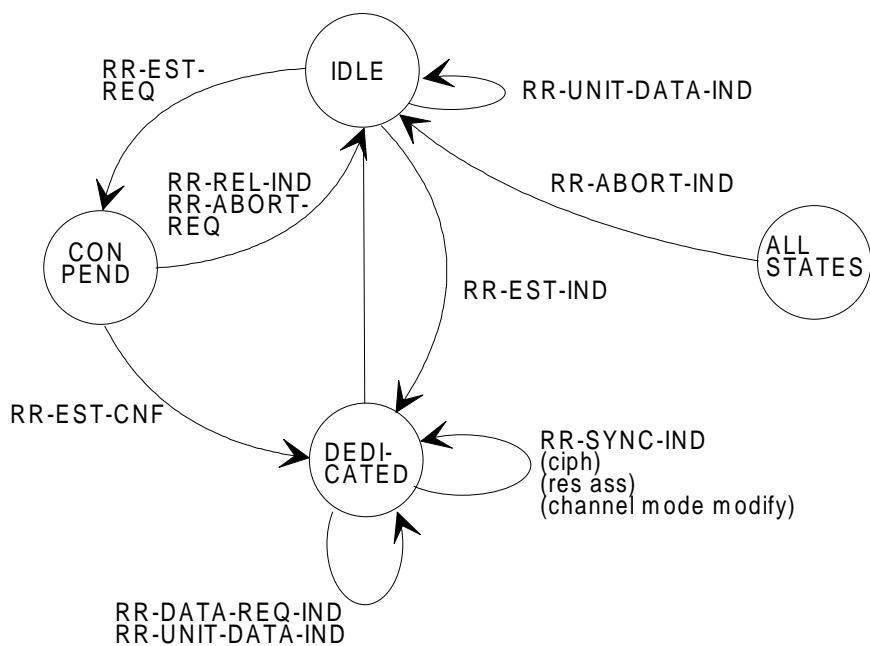 IDLE
RR-EST-
REQ
RR-UNIT-DATA-IND
RR-REL-IND
RR-ABORT-
REQ
RR-ABORT-IND
CON
PEND
ALL
STATES
RR-EST-IND
RR-EST-CNF
DEDI-
CATED
RR-SYNC-IND
(ciph)
(res ass)
(channel mode modify)
RR-DATA-REQ-IND
RR-UNIT-DATA-IND